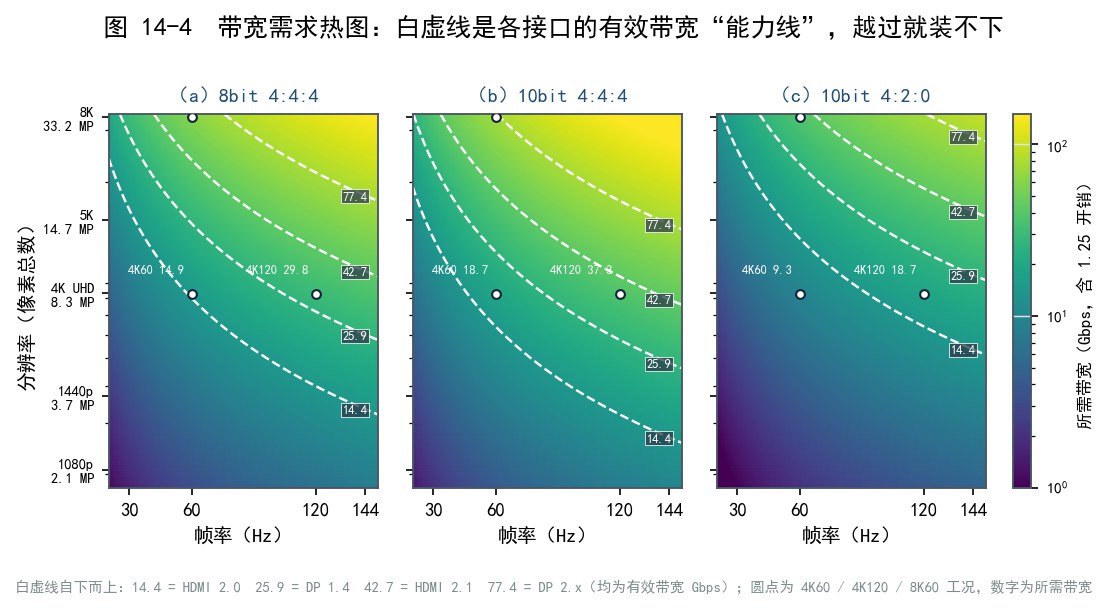 图 14-4  带宽需求热图：白虚线是各接口的有效带宽“能力线”，越过就装不下
(a) 8bit 4:4:4
(b) 10bit 4:4:4
(c) 10bit 4:2:0
分辨率（像素总数）
8K
33.2 MP
5K
14.7 MP
4K UHD
8.3 MP
1440p
3.7 MP
1080p
2.1 MP
77.4
42.7
25.9
14.4
4K60 14.9
4K120 29.8
30 60 120 144
帧率（Hz）
77.4
42.7
25.9
14.4
4K60 18.7
4K120 37.3
30 60 120 144
帧率（Hz）
77.4
42.7
25.9
14.4
4K60 9.3
4K120 18.7
30 60 120 144
帧率（Hz）
10²
10¹
10⁰
所需带宽（Gbps，含 1.25 开销）
白虚线自下而上：14.4 = HDMI 2.0  25.9 = DP 1.4  42.7 = HDMI 2.1  77.4 = DP 2.x（均为有效带宽 Gbps）；圆点为 4K60 / 4K120 / 8K60 工况，数字为所需带宽